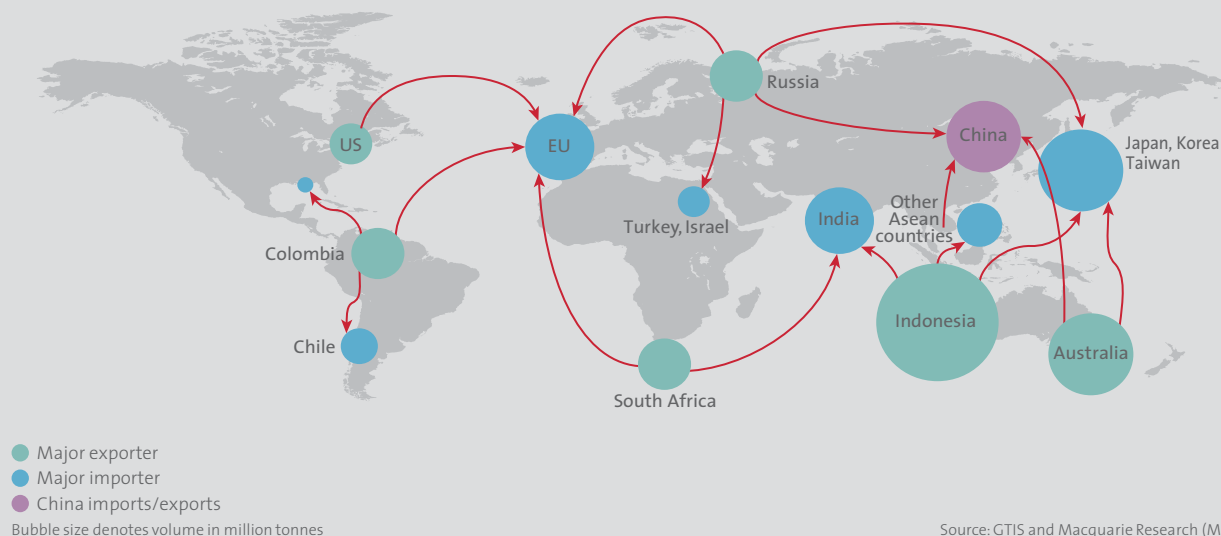 Russia
US
EU
China
Japan, Korea
Taiwan
Turkey, Israel
India
Other
Asean
countries
Colombia
Chile
Indonesia
Australia
South Africa
Major exporter
Major importer
China imports/exports
Bubble size denotes volume in million tonnes
Source: GTIS and Macquarie Research (M